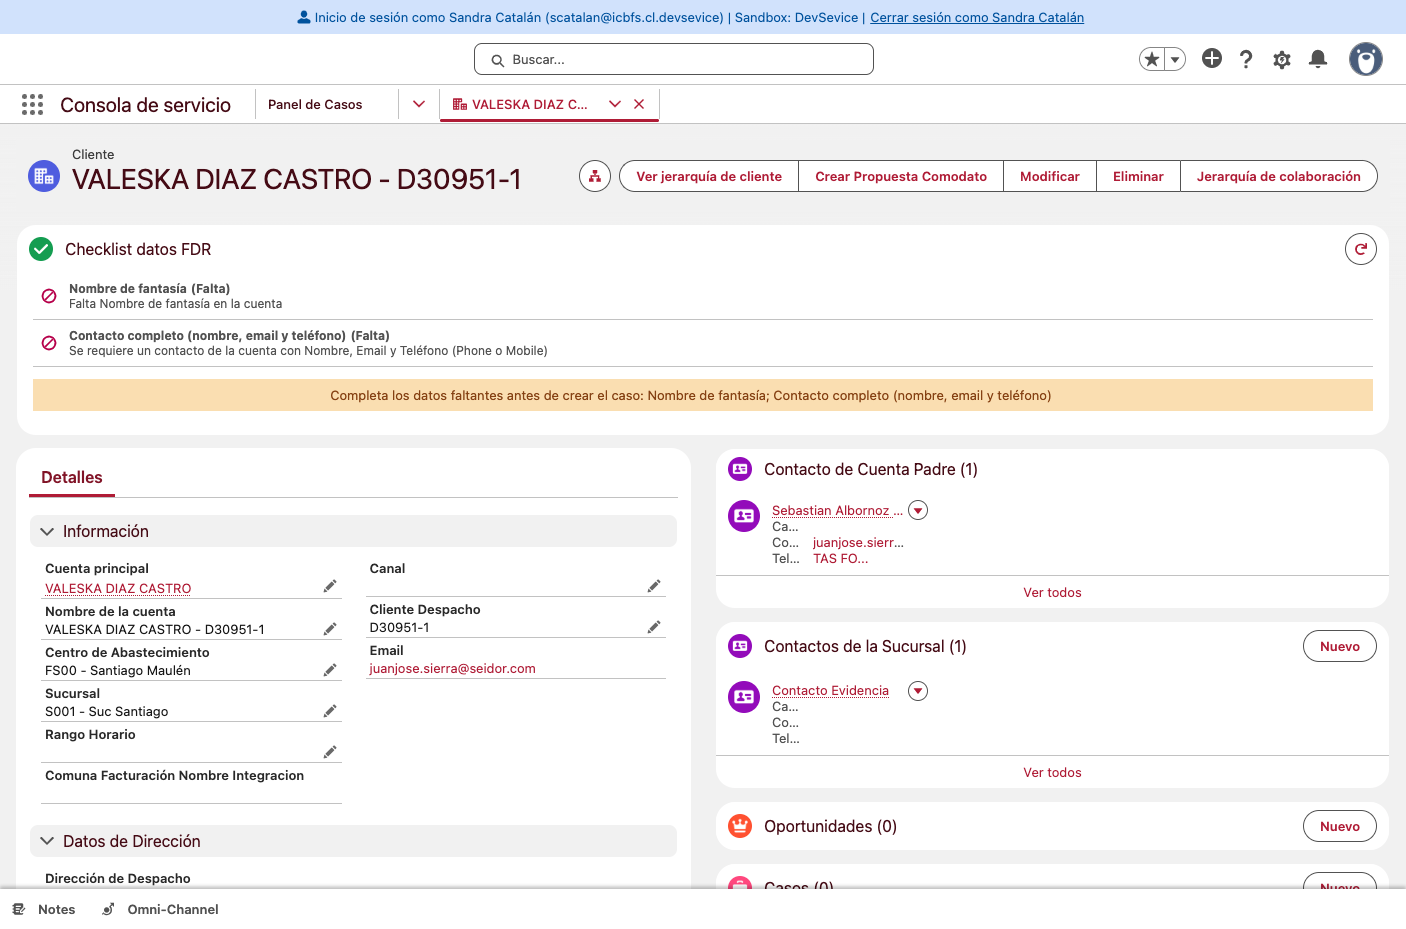 Inicio de sesión como Sandra Catalán (scatalan@icbfs.cl.devsevice) | Sandbox: DevSevice | Cerrar sesión como Sandra Catalán
Buscar...
Consola de servicio
Panel de Casos
VALESKA DIAZ C...
Cliente
VALESKA DIAZ CASTRO - D30951-1
Ver jerarquía de cliente
Crear Propuesta Comodato
Modificar
Eliminar
Jerarquía de colaboración
Checklist datos FDR
Nombre de fantasía (Falta)
Falta Nombre de fantasía en la cuenta
Contacto completo (nombre, email y teléfono) (Falta)
Se requiere un contacto de la cuenta con Nombre, Email y Teléfono (Phone o Mobile)
Completa los datos faltantes antes de crear el caso: Nombre de fantasía; Contacto completo (nombre, email y teléfono)
Detalles
Información
Cuenta principal
VALESKA DIAZ CASTRO
Nombre de la cuenta
VALESKA DIAZ CASTRO - D30951-1
Centro de Abastecimiento
FS00 - Santiago Maulén
Sucursal
S001 - Suc Santiago
Rango Horario
Comuna Facturación Nombre Integracion
Canal
Cliente Despacho
D30951-1
Email
juanjose.sierra@seidor.com
Datos de Dirección
Dirección de Despacho
Contacto de Cuenta Padre (1)
Sebastian Albornoz ...
Ca...
Co... juanjose.sierr...
Tel... TAS FO...
Ver todos
Contactos de la Sucursal (1)
Nuevo
Contacto Evidencia
Ca...
Co...
Tel...
Ver todos
Oportunidades (0)
Nuevo
Casos (0)
Nuevo
Notes
Omni-Channel